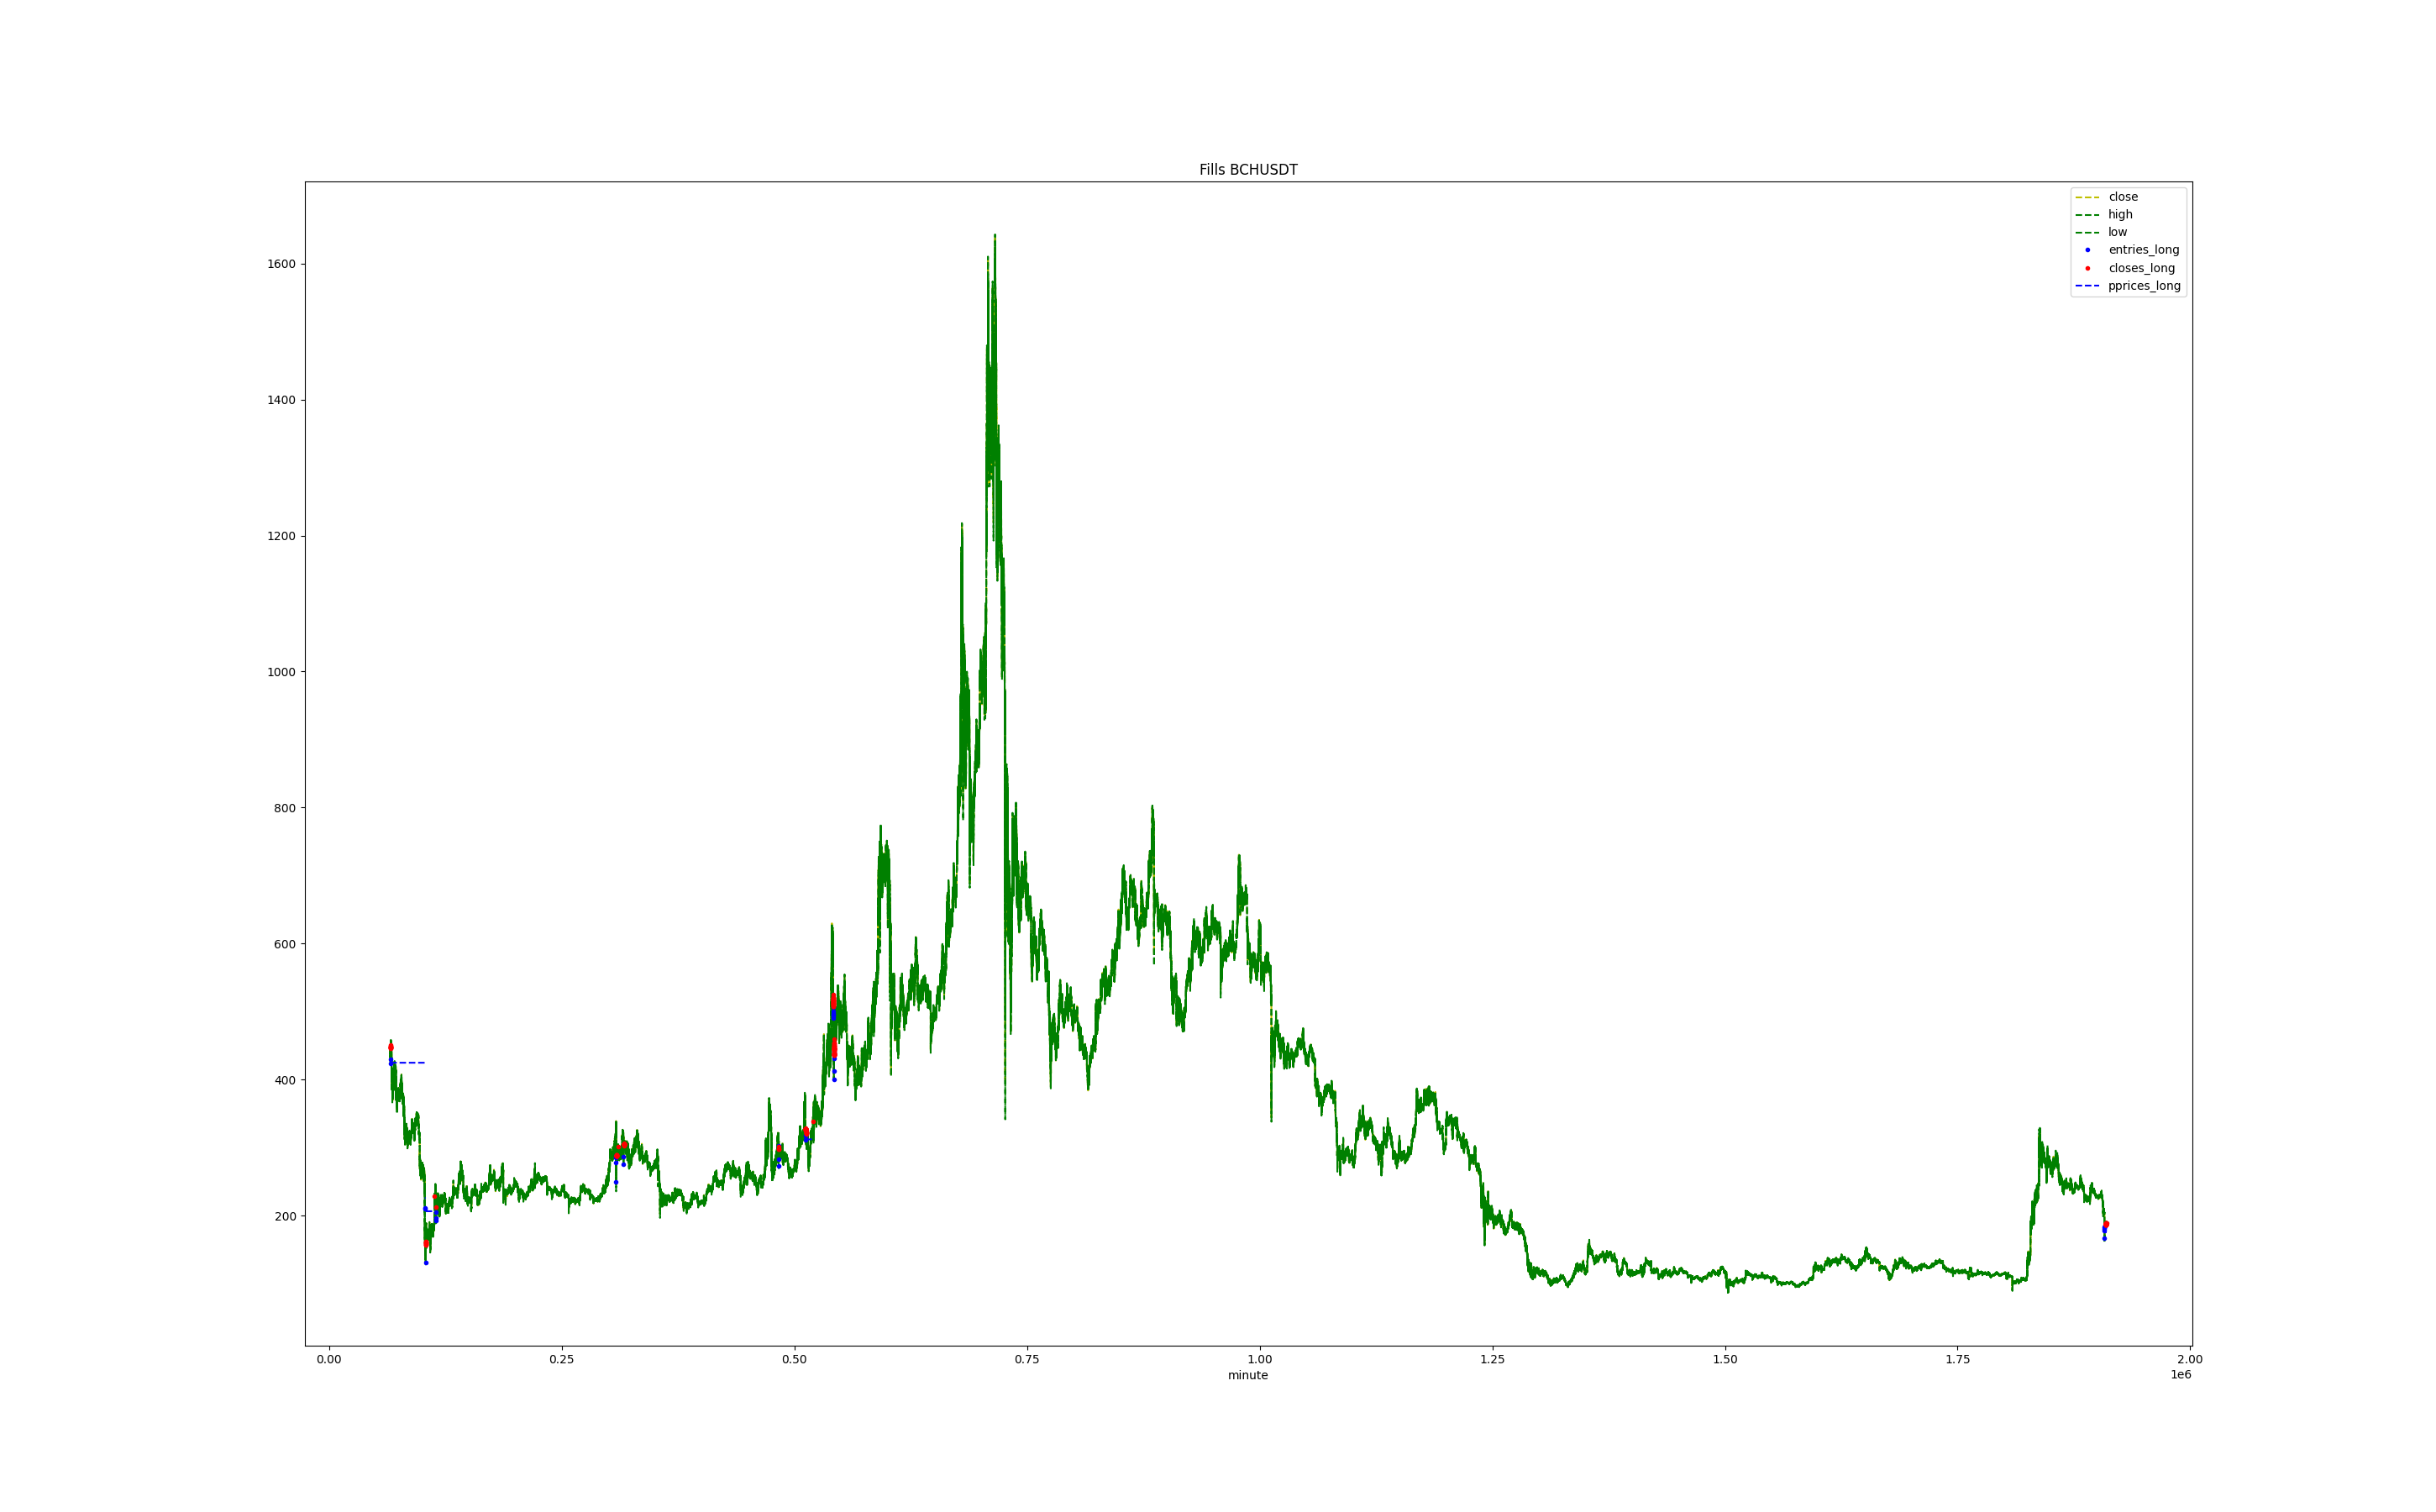 Fills BCHUSDT
close
high
low
entries_long
closes_long
pprices_long
1600
1400
1200
1000
800
600
400
200
0.00 0.25 0.50 0.75 1.00 1.25 1.50 1.75 2.00
minute 1e6